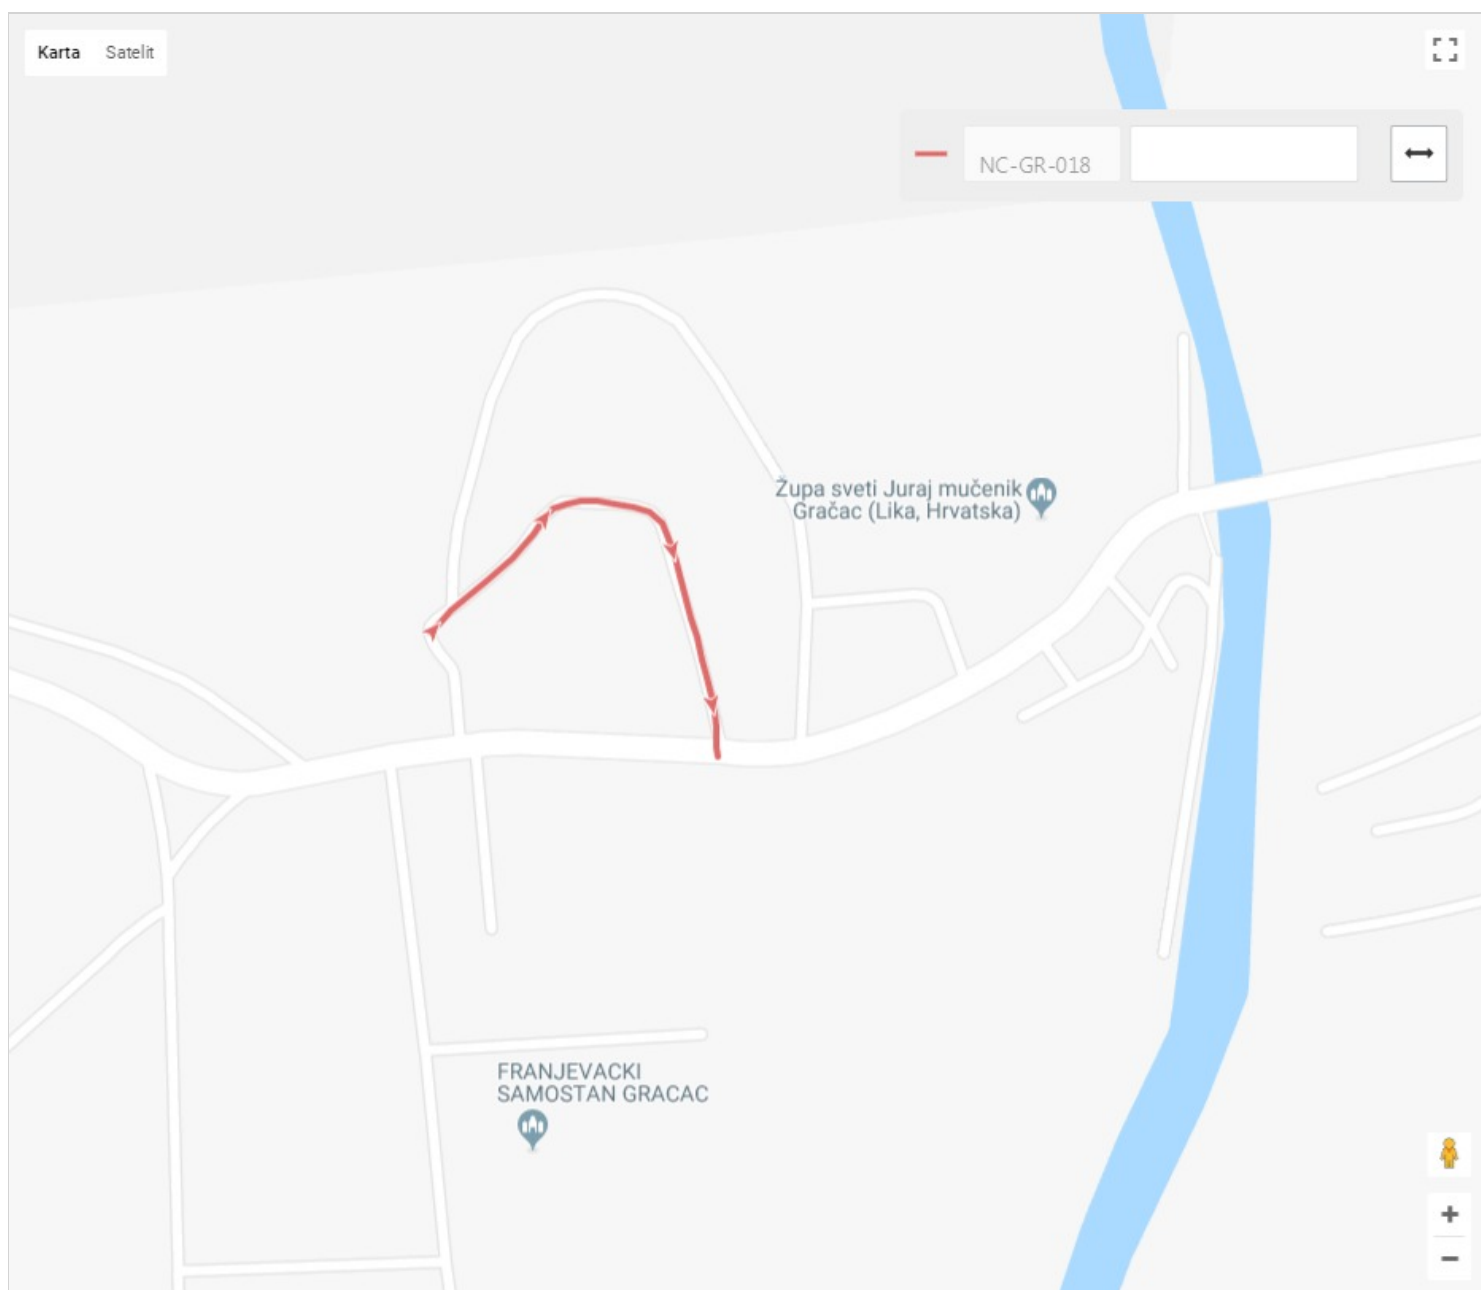 Karta Satelit
NC-GR-018
Župa sveti Juraj mučenik
Gračac (Lika, Hrvatska)
FRANJEVACKI
SAMOSTAN GRACAC